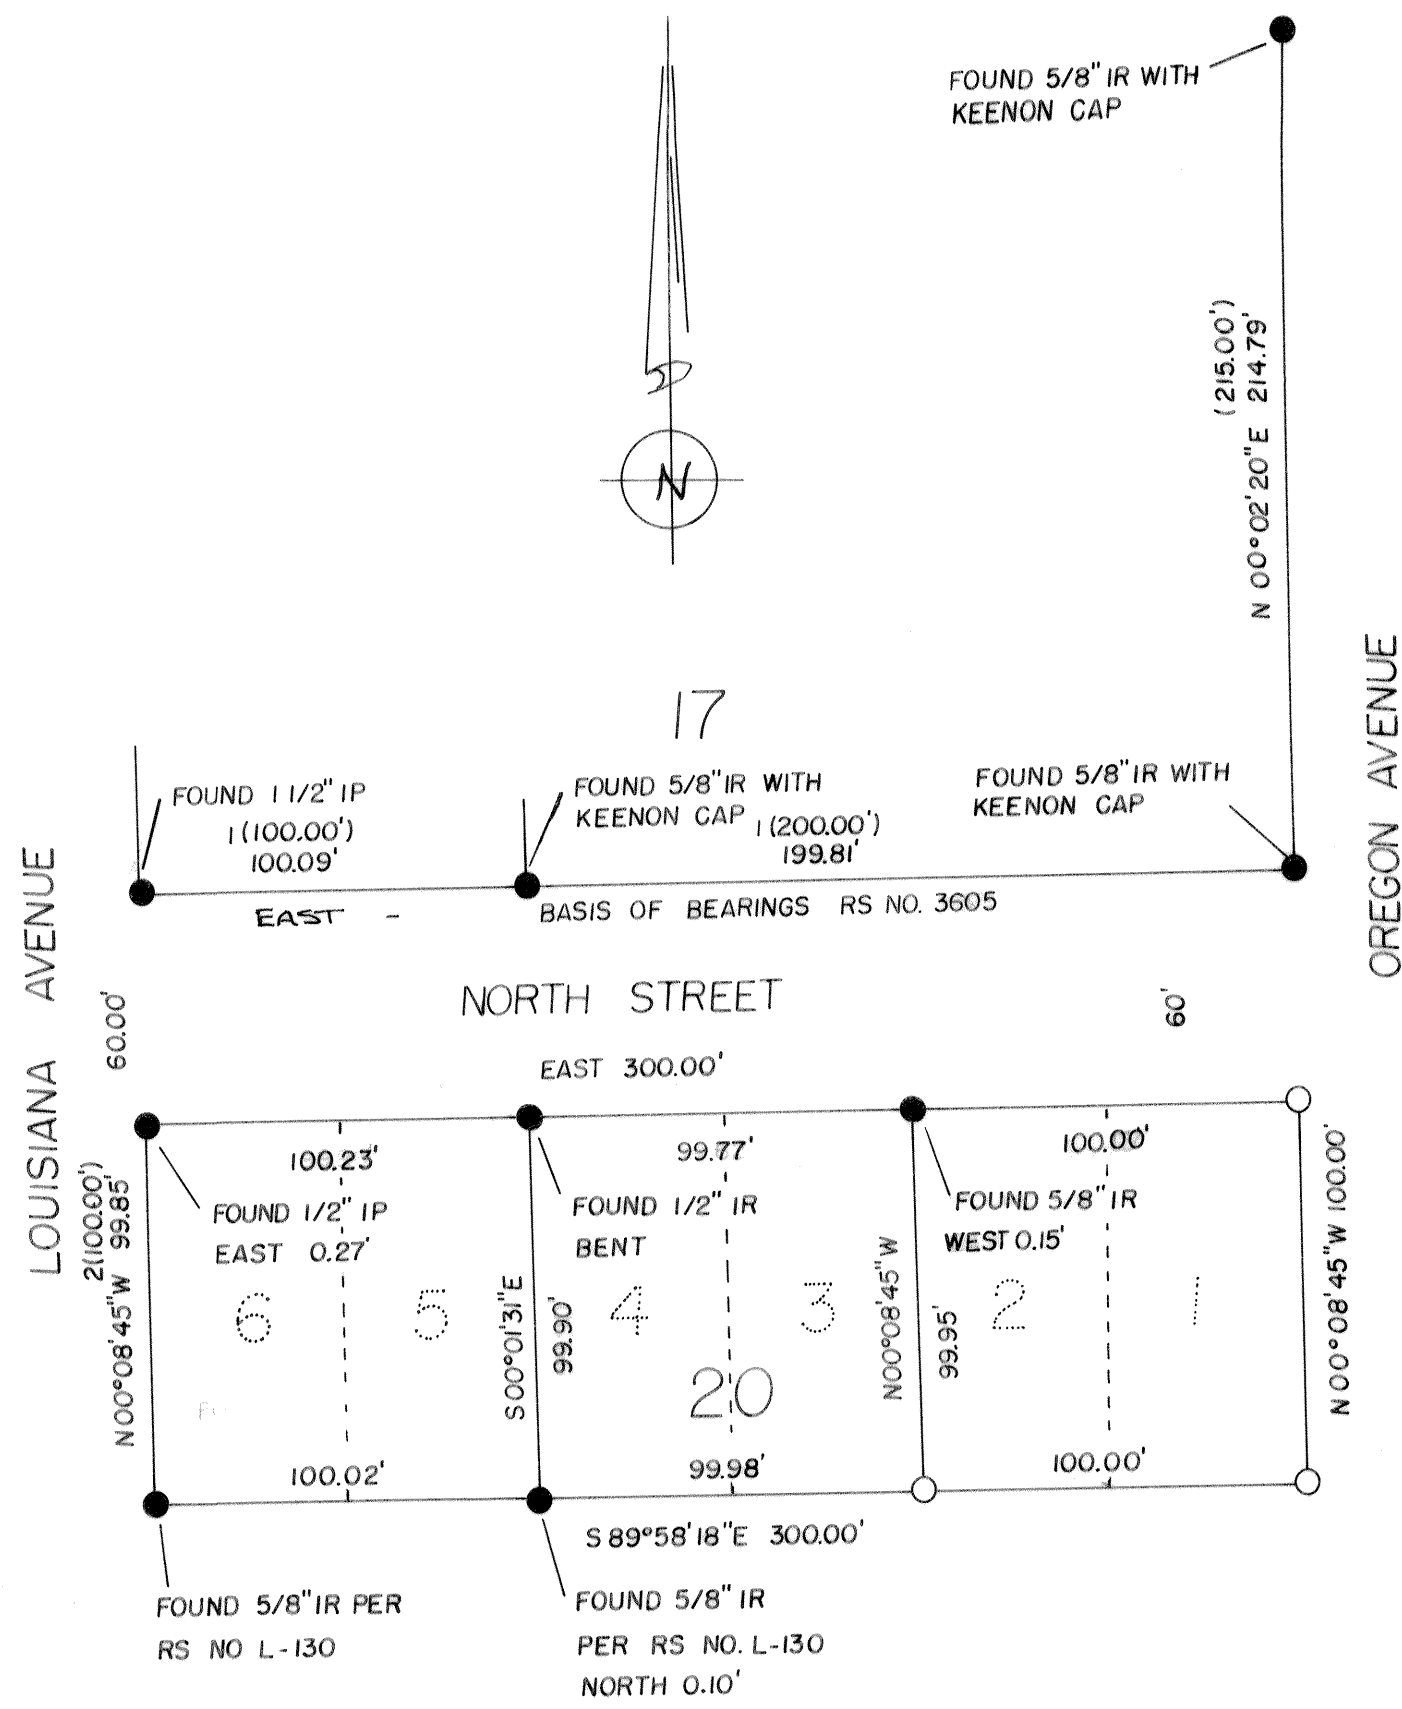 FOUND 5/8" IR WITH
KEENON CAP
N
(215.00')
N 00°02'20"E 214.79'
17
FOUND 1 1/2" IP
1 (100.00')
100.09'
FOUND 5/8" IR WITH
KEENON CAP
1 (200.00')
199.81'
FOUND 5/8" IR WITH
KEENON CAP
EAST -
BASIS OF BEARINGS RS NO. 3605
LOUISIANA AVENUE
OREGON AVENUE
60.00'
NORTH STREET
60'
EAST 300.00'
100.23'
99.77'
100.00'
FOUND 1/2" IP
EAST 0.27'
FOUND 1/2" IR
BENT
FOUND 5/8" IR
WEST 0.15'
2(100.00')
N00°08'45"W 99.85'
S00°01'31"E
99.90'
N00°08'45"W
99.95'
N00°08'45"W 100.00'
6
5
4
3
2
1
20
100.02'
99.98'
100.00'
S 89°58'18"E 300.00'
FOUND 5/8" IR PER
RS NO L-130
FOUND 5/8" IR
PER RS NO. L-130
NORTH 0.10'